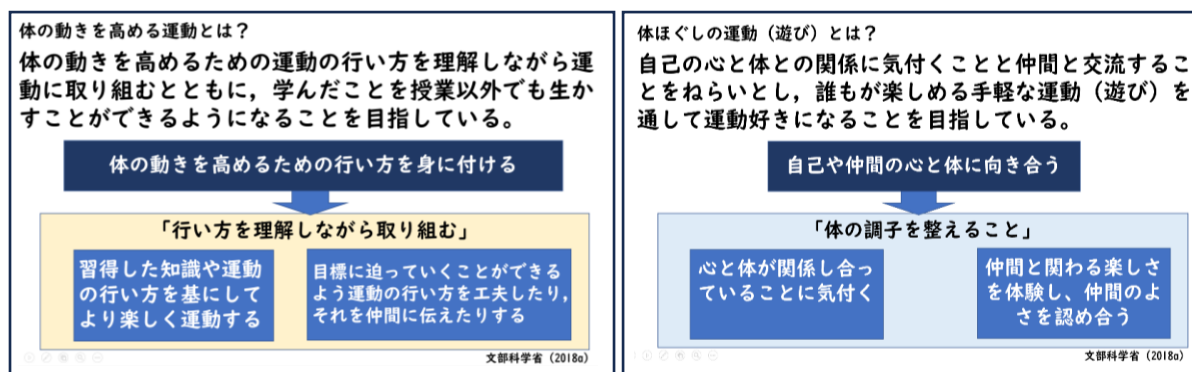 体の動きを高める運動とは？
体の動きを高めるための運動の行い方を理解しながら運
動に取り組むとともに，学んだことを授業以外でも生か
すことができるようになることを目指している。
体の動きを高めるための行い方を身に付ける
「行い方を理解しながら取り組む」
習得した知識や運動
の行い方を基にして
より楽しく運動する
目標に迫っていくことができる
よう運動の行い方を工夫したり，
それを仲間に伝えたりする
文部科学省（2018a）
体ほぐしの運動（遊び）とは？
自己の心と体との関係に気付くことと仲間と交流するこ
とをねらいとし，誰もが楽しめる手軽な運動（遊び）を
通して運動好きになることを目指している。
自己や仲間の心と体に向き合う
「体の調子を整えること」
心と体が関係し合っ
ていることに気付く
仲間と関わる楽しさ
を体験し、仲間のよ
さを認め合う
文部科学省（2018a）